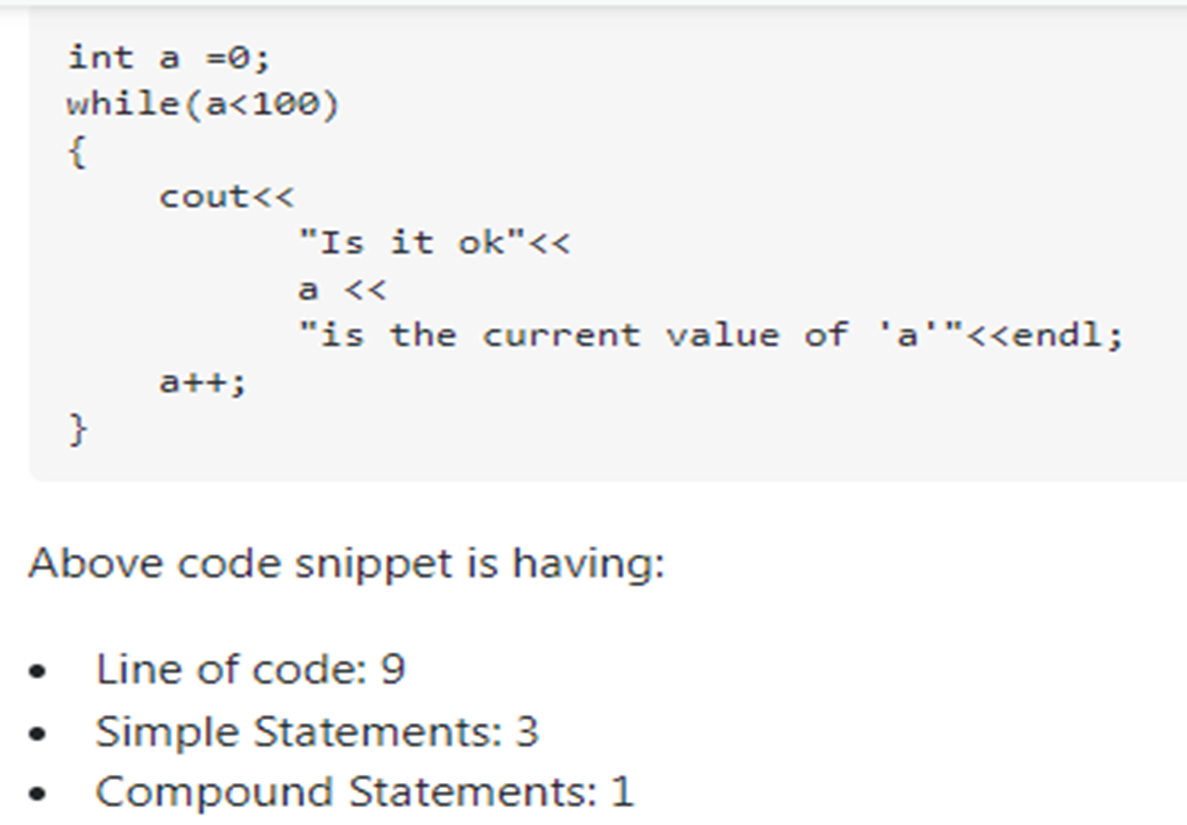 int a =0;
while(a<100)
{
cout<<
"Is it ok"<<
a <<
"is the current value of 'a'"<<endl;
a++;
}
Above code snippet is having:
• Line of code: 9
• Simple Statements: 3
• Compound Statements: 1